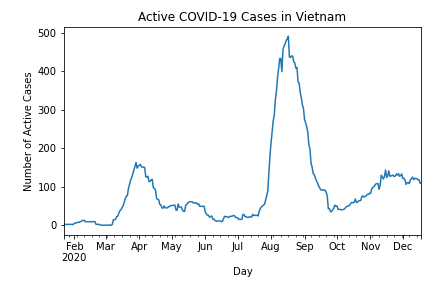 Active COVID-19 Cases in Vietnam
500
400
300
200
100
0
Number of Active Cases
Feb Mar Apr May Jun Jul Aug Sep Oct Nov Dec
2020
Day